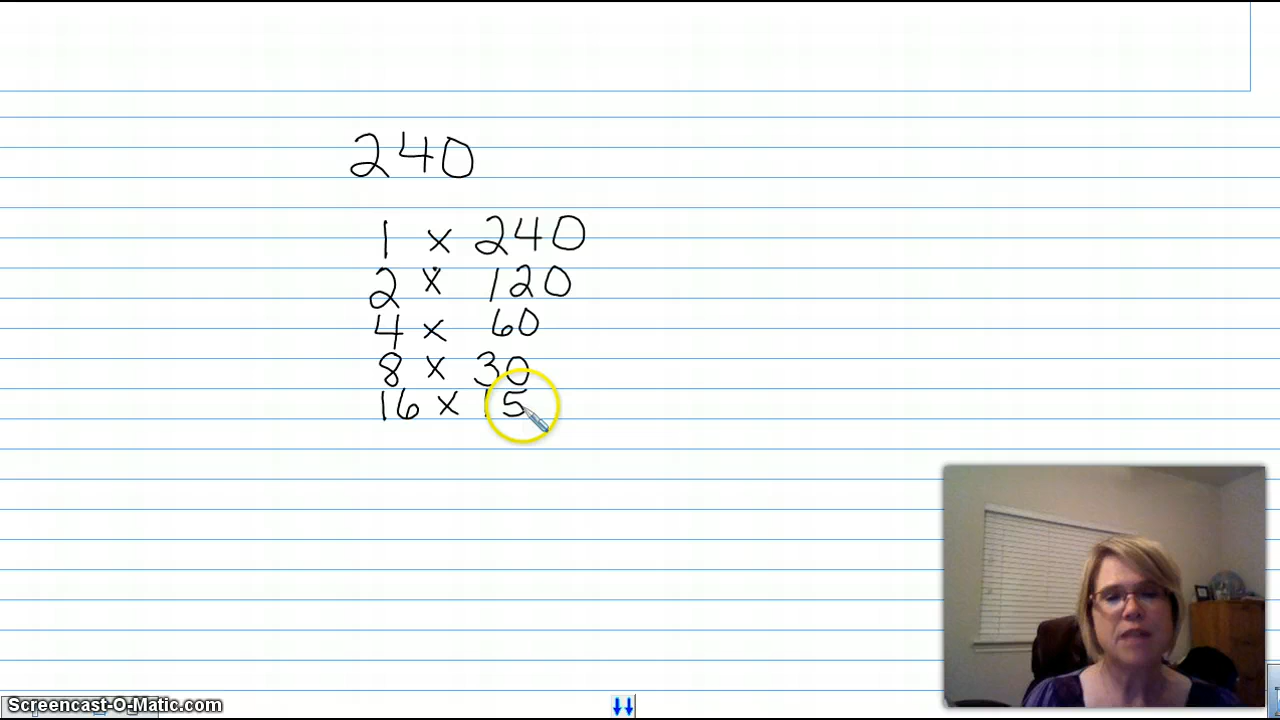 240
1 x 240
2 x 120
4 x 60
8 x 30
16 x 15
Screencast-O-Matic.com